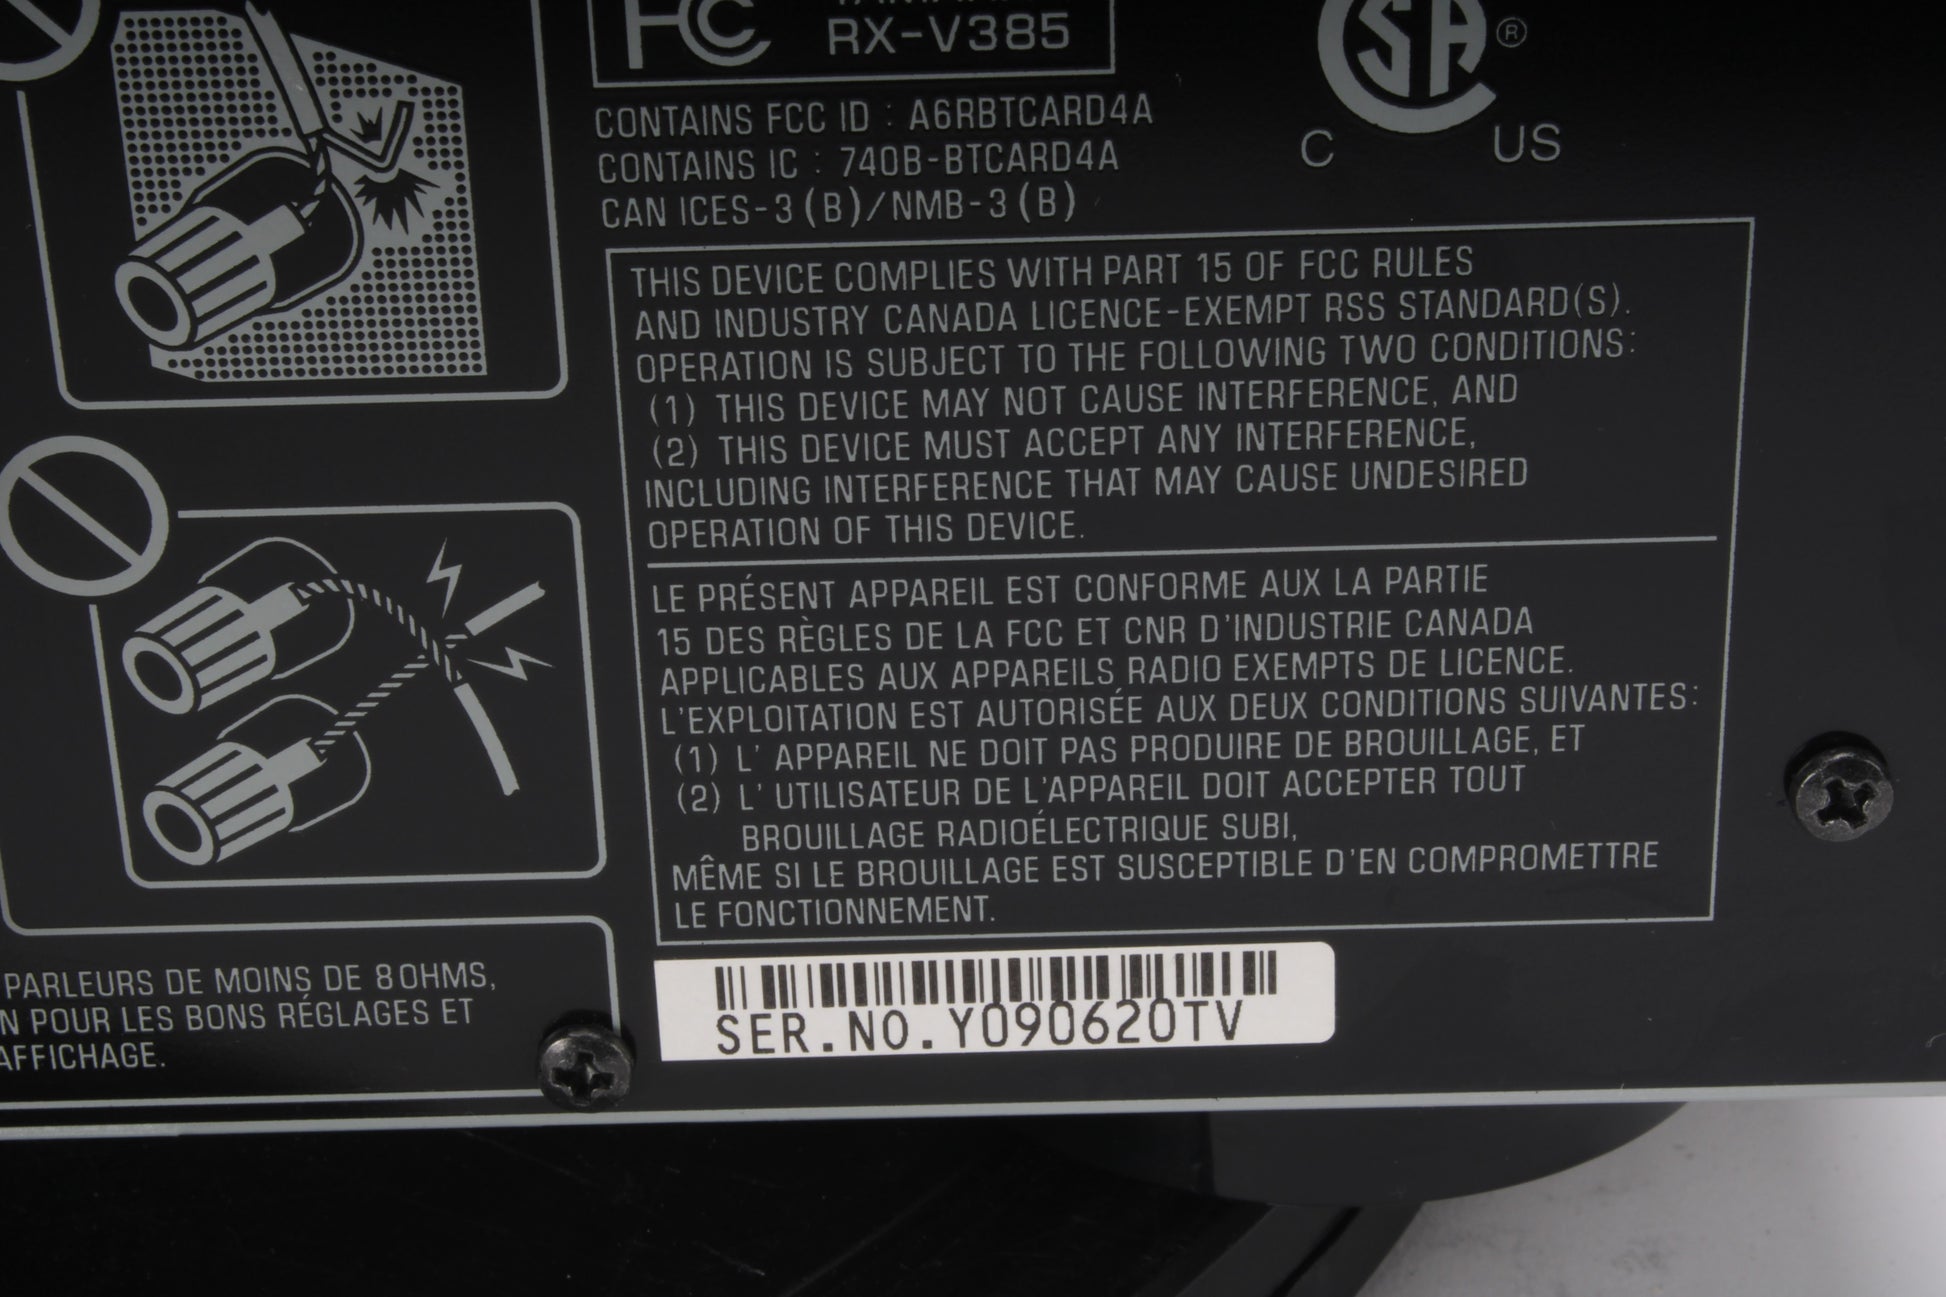 FC
RX-V385
CONTAINS FCC ID : A6RBTCARD4A
CONTAINS IC : 740B-BTCARD4A
CAN ICES-3 (B)/NMB-3 (B)
SA ®
C US
THIS DEVICE COMPLIES WITH PART 15 OF FCC RULES
AND INDUSTRY CANADA LICENCE-EXEMPT RSS STANDARD(S).
OPERATION IS SUBJECT TO THE FOLLOWING TWO CONDITIONS:
(1) THIS DEVICE MAY NOT CAUSE INTERFERENCE, AND
(2) THIS DEVICE MUST ACCEPT ANY INTERFERENCE,
INCLUDING INTERFERENCE THAT MAY CAUSE UNDESIRED
OPERATION OF THIS DEVICE.
LE PRÉSENT APPAREIL EST CONFORME AUX LA PARTIE
15 DES RÈGLES DE LA FCC ET CNR D'INDUSTRIE CANADA
APPLICABLES AUX APPAREILS RADIO EXEMPTS DE LICENCE.
L'EXPLOITATION EST AUTORISÉE AUX DEUX CONDITIONS SUIVANTES:
(1) L' APPAREIL NE DOIT PAS PRODUIRE DE BROUILLAGE, ET
(2) L' UTILISATEUR DE L'APPAREIL DOIT ACCEPTER TOUT
BROUILLAGE RADIOÉLECTRIQUE SUBI,
MÊME SI LE BROUILLAGE EST SUSCEPTIBLE D'EN COMPROMETTRE
LE FONCTIONNEMENT.
PARLEURS DE MOINS DE 8 OHMS,
N POUR LES BONS RÉGLAGES ET
AFFICHAGE.
SER.NO.Y090620TV